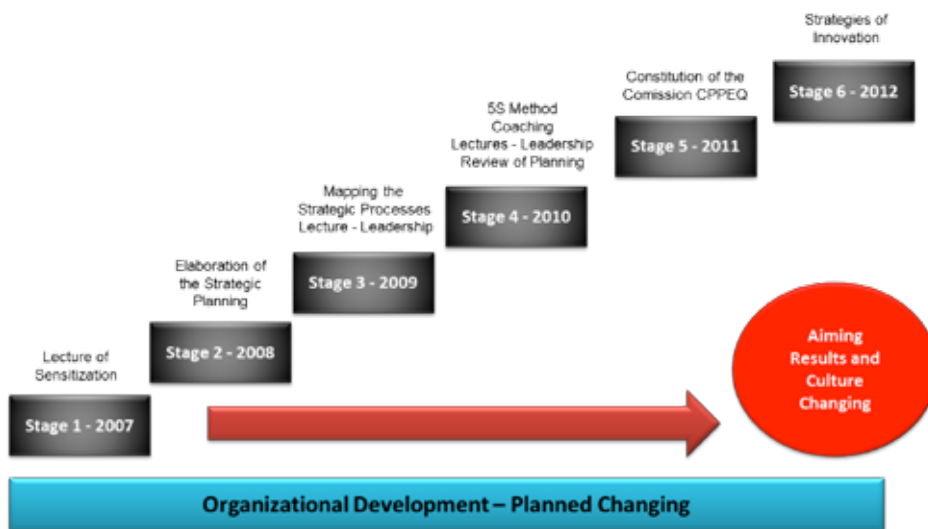 Strategies of
Innovation
Stage 6 - 2012
Constitution of the
Comission CPPEQ
Stage 5 - 2011
5S Method
Coaching
Lectures - Leadership
Review of Planning
Stage 4 - 2010
Mapping the
Strategic Processes
Lecture - Leadership
Stage 3 - 2009
Elaboration of
the Strategic
Planning
Stage 2 - 2008
Lecture of
Sensitization
Stage 1 - 2007
Aiming
Results and
Culture
Changing
Organizational Development – Planned Changing